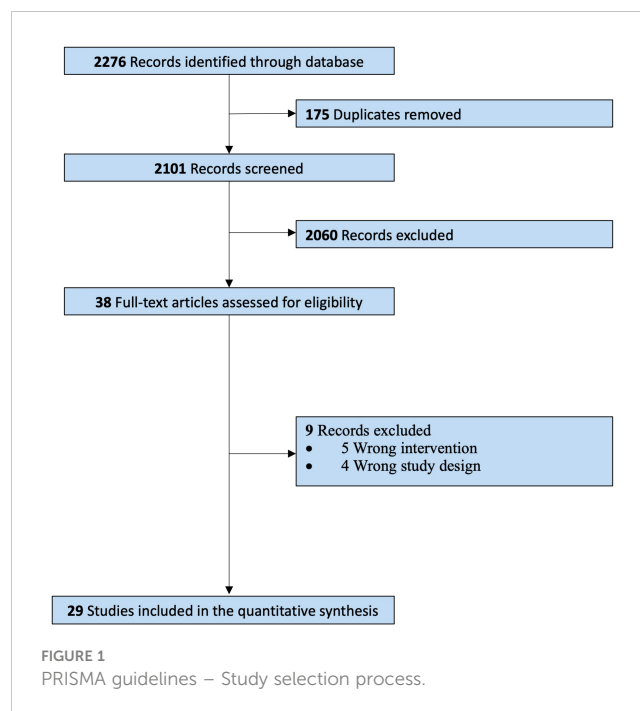 2276 Records identified through database
175 Duplicates removed
2101 Records screened
2060 Records excluded
38 Full-text articles assessed for eligibility
9 Records excluded
• 5 Wrong intervention
• 4 Wrong study design
29 Studies included in the quantitative synthesis
FIGURE 1
PRISMA guidelines – Study selection process.